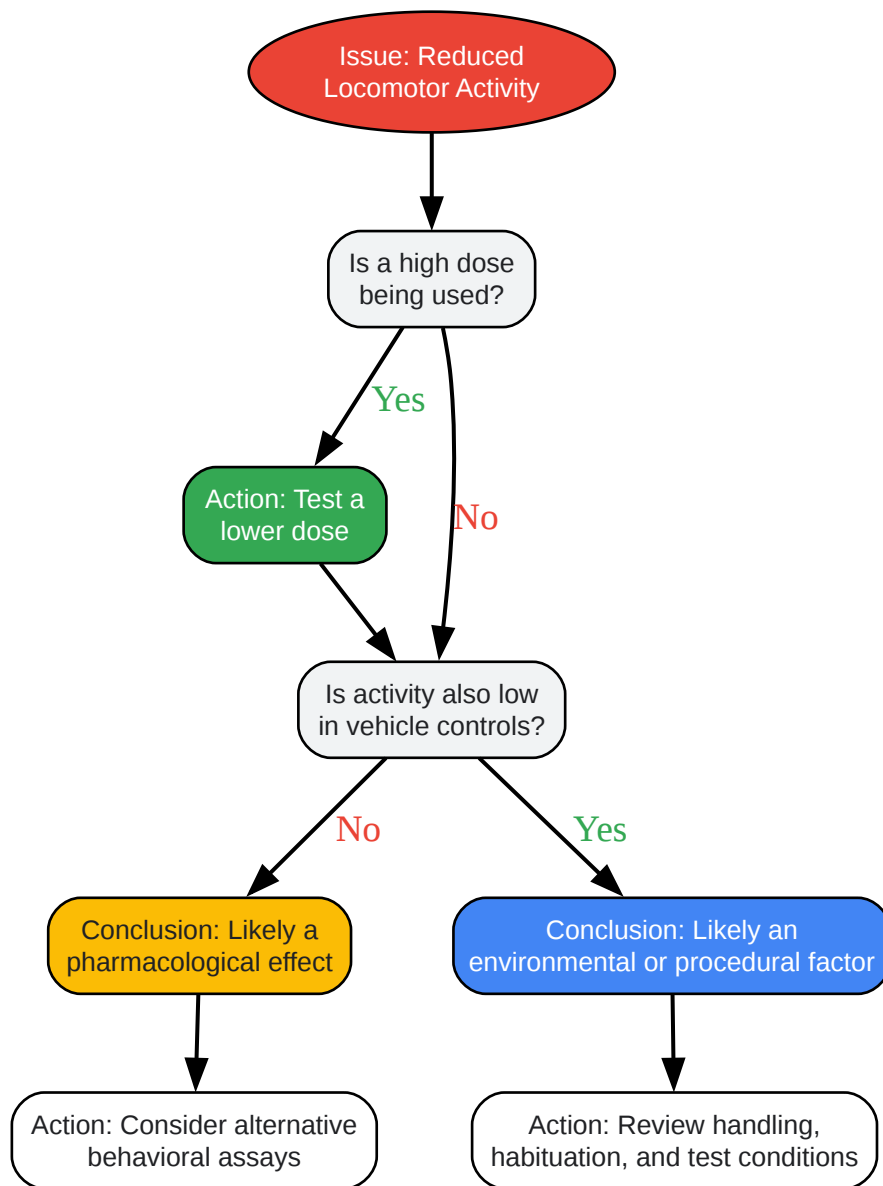 Issue: Reduced
Locomotor Activity
Is a high dose
being used?
Yes
Action: Test a
lower dose
No
Is activity also low
in vehicle controls?
No
Yes
Conclusion: Likely a
pharmacological effect
Conclusion: Likely an
environmental or procedural factor
Action: Consider alternative
behavioral assays
Action: Review handling,
habituation, and test conditions